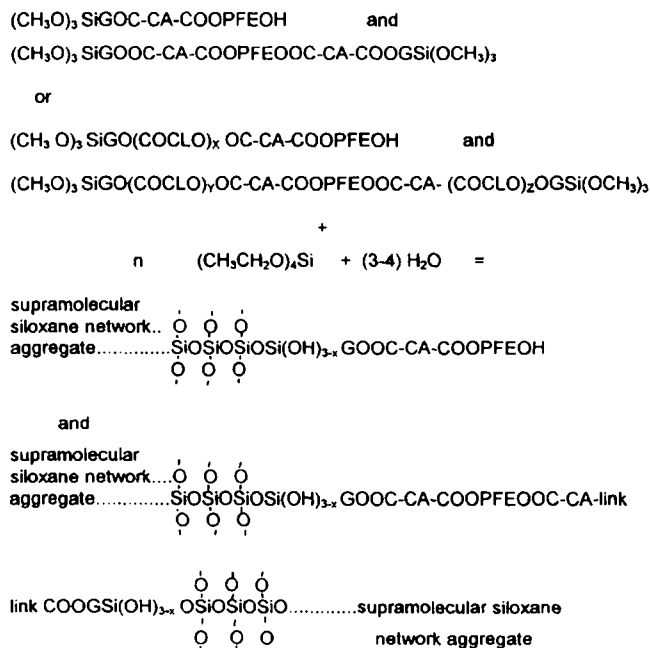 (CH₃O)₃ SiGOC-CA-COOPFEOH and
(CH₃O)₃ SiGOOC-CA-COOPFEOOC-CA-COOGSi(OCH₃)₃
or
(CH₃ O)₃ SiGO(COCLO)ₓ OC-CA-COOPFEOH and
(CH₃O)₃ SiGO(COCLO)ᵧOC-CA-COOPFEOOC-CA- (COCLO)zOGSi(OCH₃)₃
+
n (CH₃CH₂O)₄Si + (3-4) H₂O =
supramolecular
siloxane network.. O O O
aggregate..............SiOSiOSiOSi(OH)₃₋ₓ GOOC-CA-COOPFEOH
O O O
and
supramolecular
siloxane network....O O O
aggregate..............SiOSiOSiOSi(OH)₃₋ₓ GOOC-CA-COOPFEOOC-CA-link
O O O
O O O
link COOGSi(OH)₃₋ₓ OSiOSiOSiO.............supramolecular siloxane
O O O network aggregate